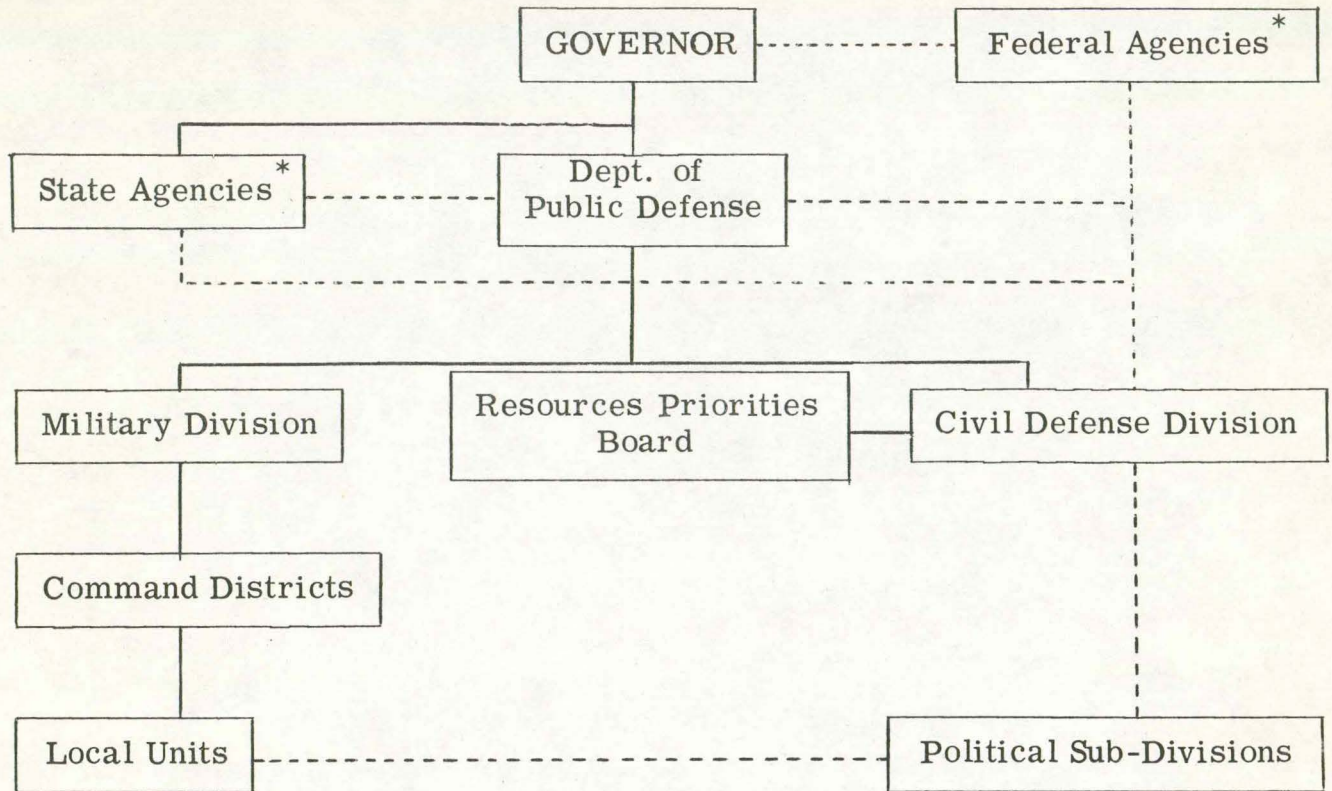 GOVERNOR
Federal Agencies*
State Agencies*
Dept. of
Public Defense
Military Division
Resources Priorities
Board
Civil Defense Division
Command Districts
Local Units
Political Sub-Divisions